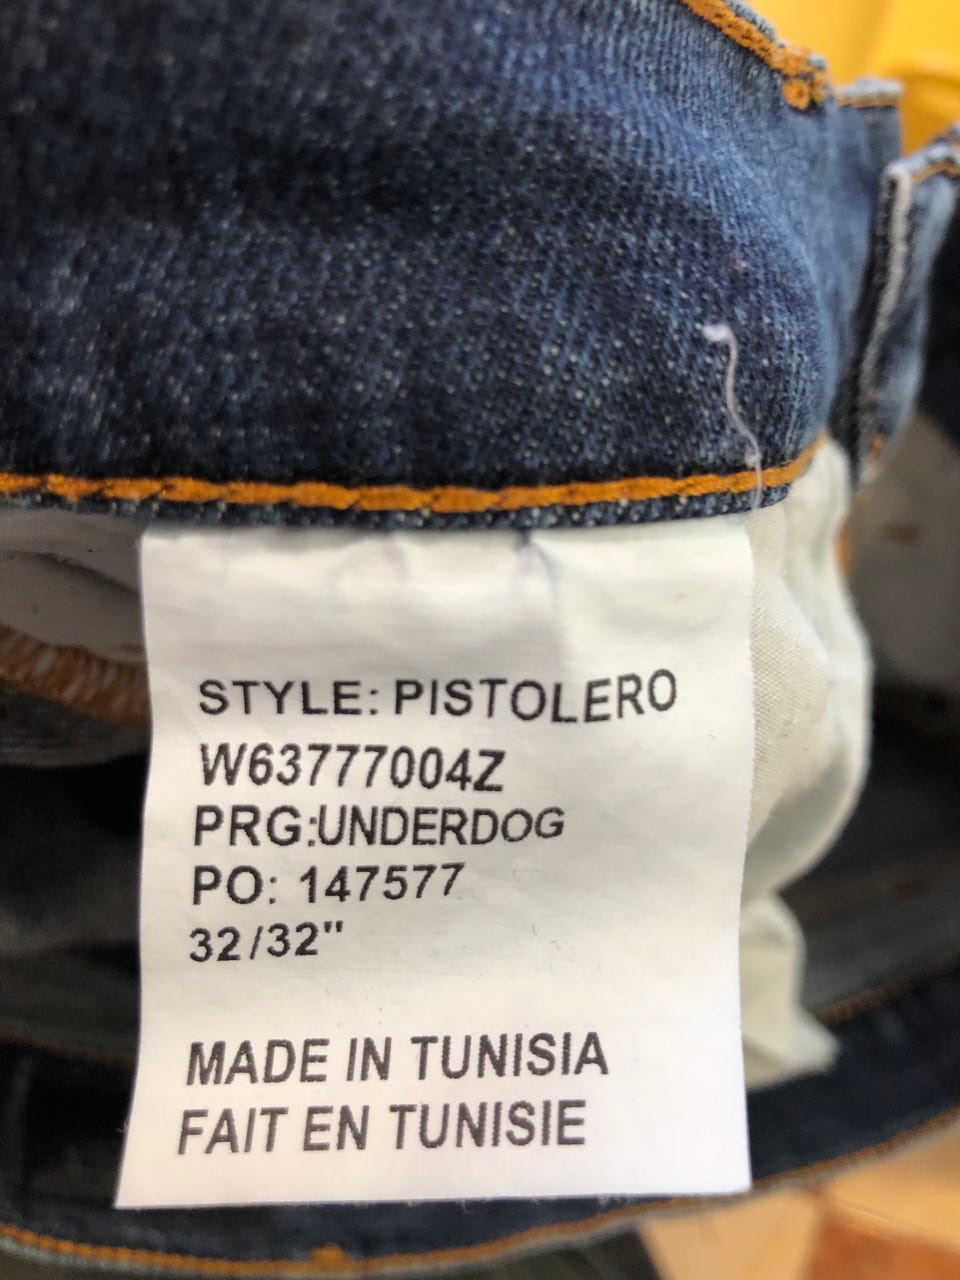 STYLE: PISTOLERO
W63777004Z
PRG:UNDERDOG
PO: 147577
32/32"
MADE IN TUNISIA
FAIT EN TUNISIE